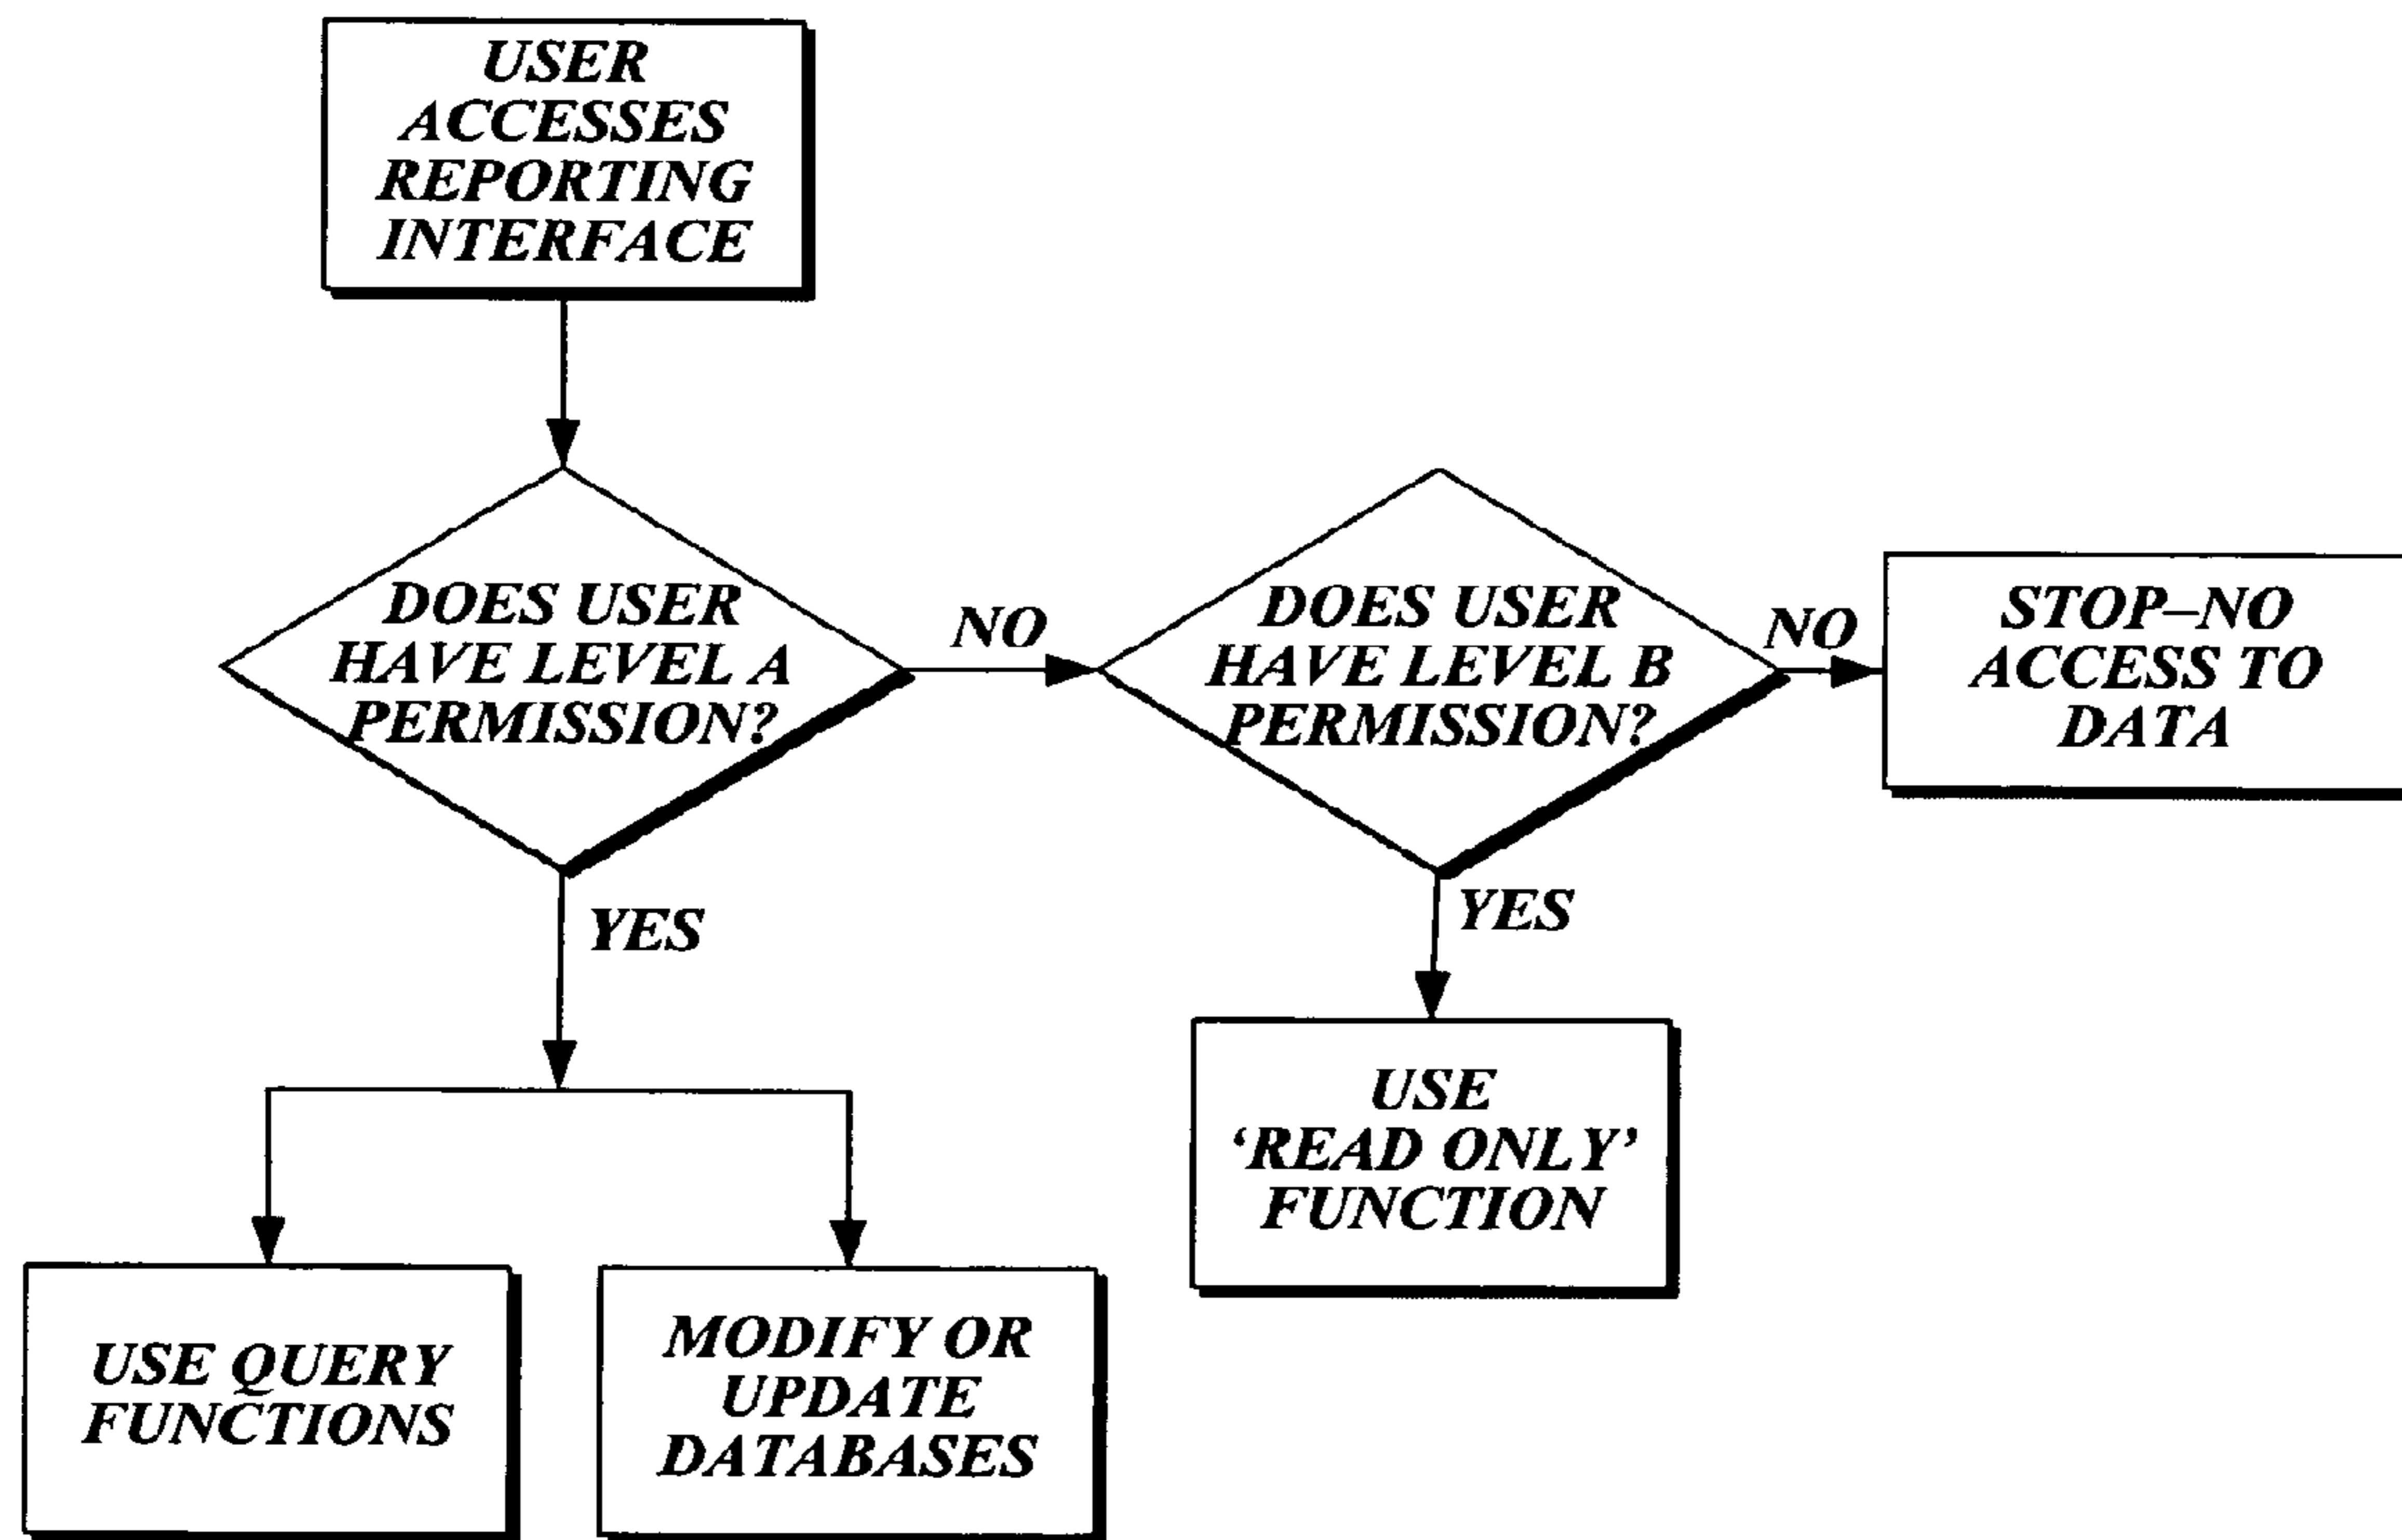 USER
ACCESSES
REPORTING
INTERFACE
DOES USER
HAVE LEVEL A
PERMISSION?
NO
DOES USER
HAVE LEVEL B
PERMISSION?
NO
STOP–NO
ACCESS TO
DATA
YES
YES
USE
‘READ ONLY’
FUNCTION
USE QUERY
FUNCTIONS
MODIFY OR
UPDATE
DATABASES